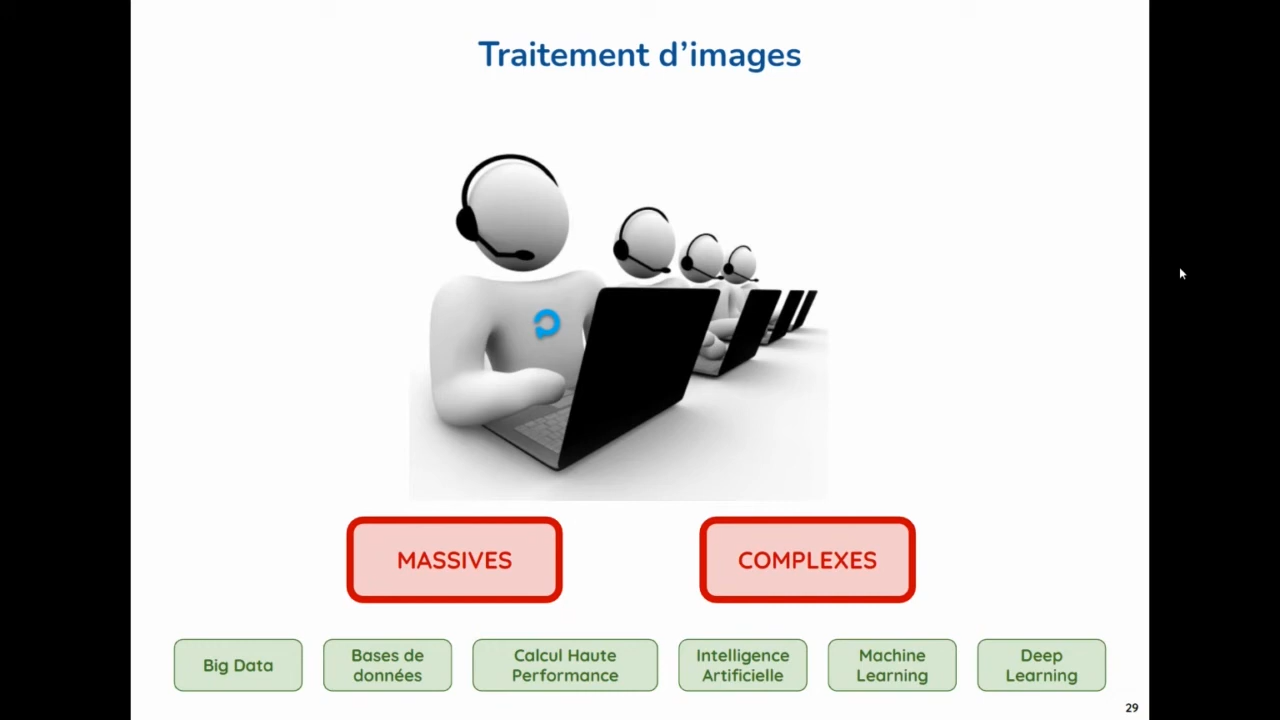 Traitement d’images
MASSIVES
COMPLEXES
Big Data
Bases de
données
Calcul Haute
Performance
Intelligence
Artificielle
Machine
Learning
Deep
Learning
29